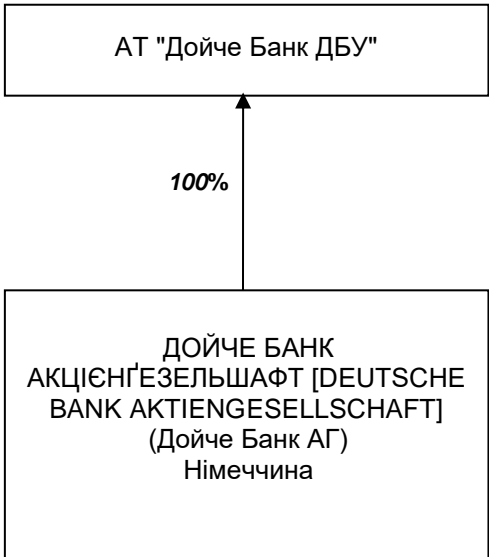 АТ "Дойче Банк ДБУ"
100%
ДОЙЧЕ БАНК
АКЦІЄНҐЕЗЕЛЬШАФТ [DEUTSCHE
BANK AKTIENGESELLSCHAFT]
(Дойче Банк АГ)
Німеччина